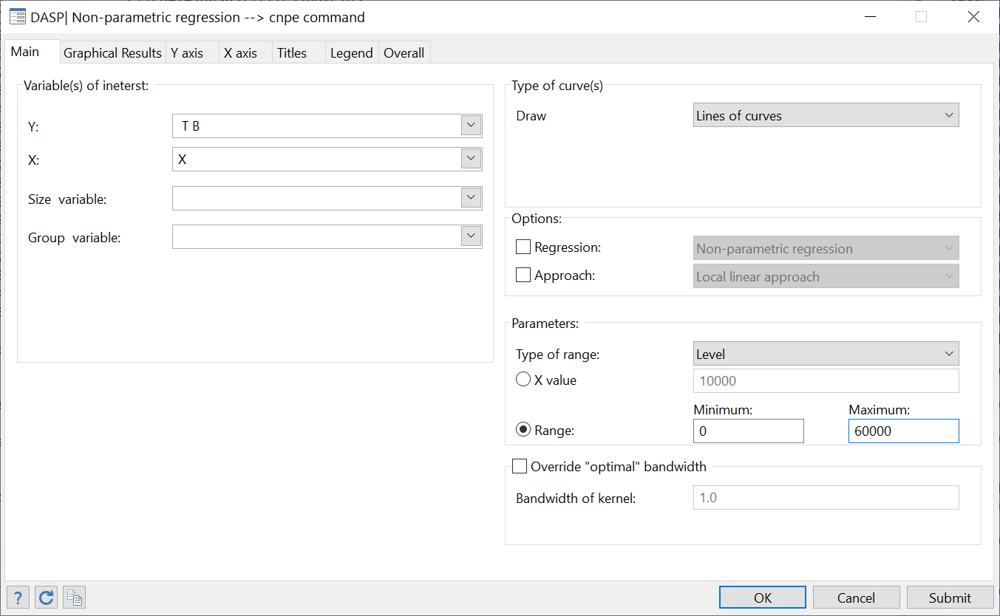 DASP| Non-parametric regression --> cnpe command
Main Graphical Results Y axis X axis Titles Legend Overall
Variable(s) of ineterst:
Y: T B
X: X
Size variable:
Group variable:
Type of curve(s)
Draw Lines of curves
Options:
Regression: Non-parametric regression
Approach: Local linear approach
Parameters:
Type of range: Level
X value 10000
Minimum: Maximum:
Range: 0 60000
Override "optimal" bandwidth
Bandwidth of kernel: 1.0
? OK Cancel Submit